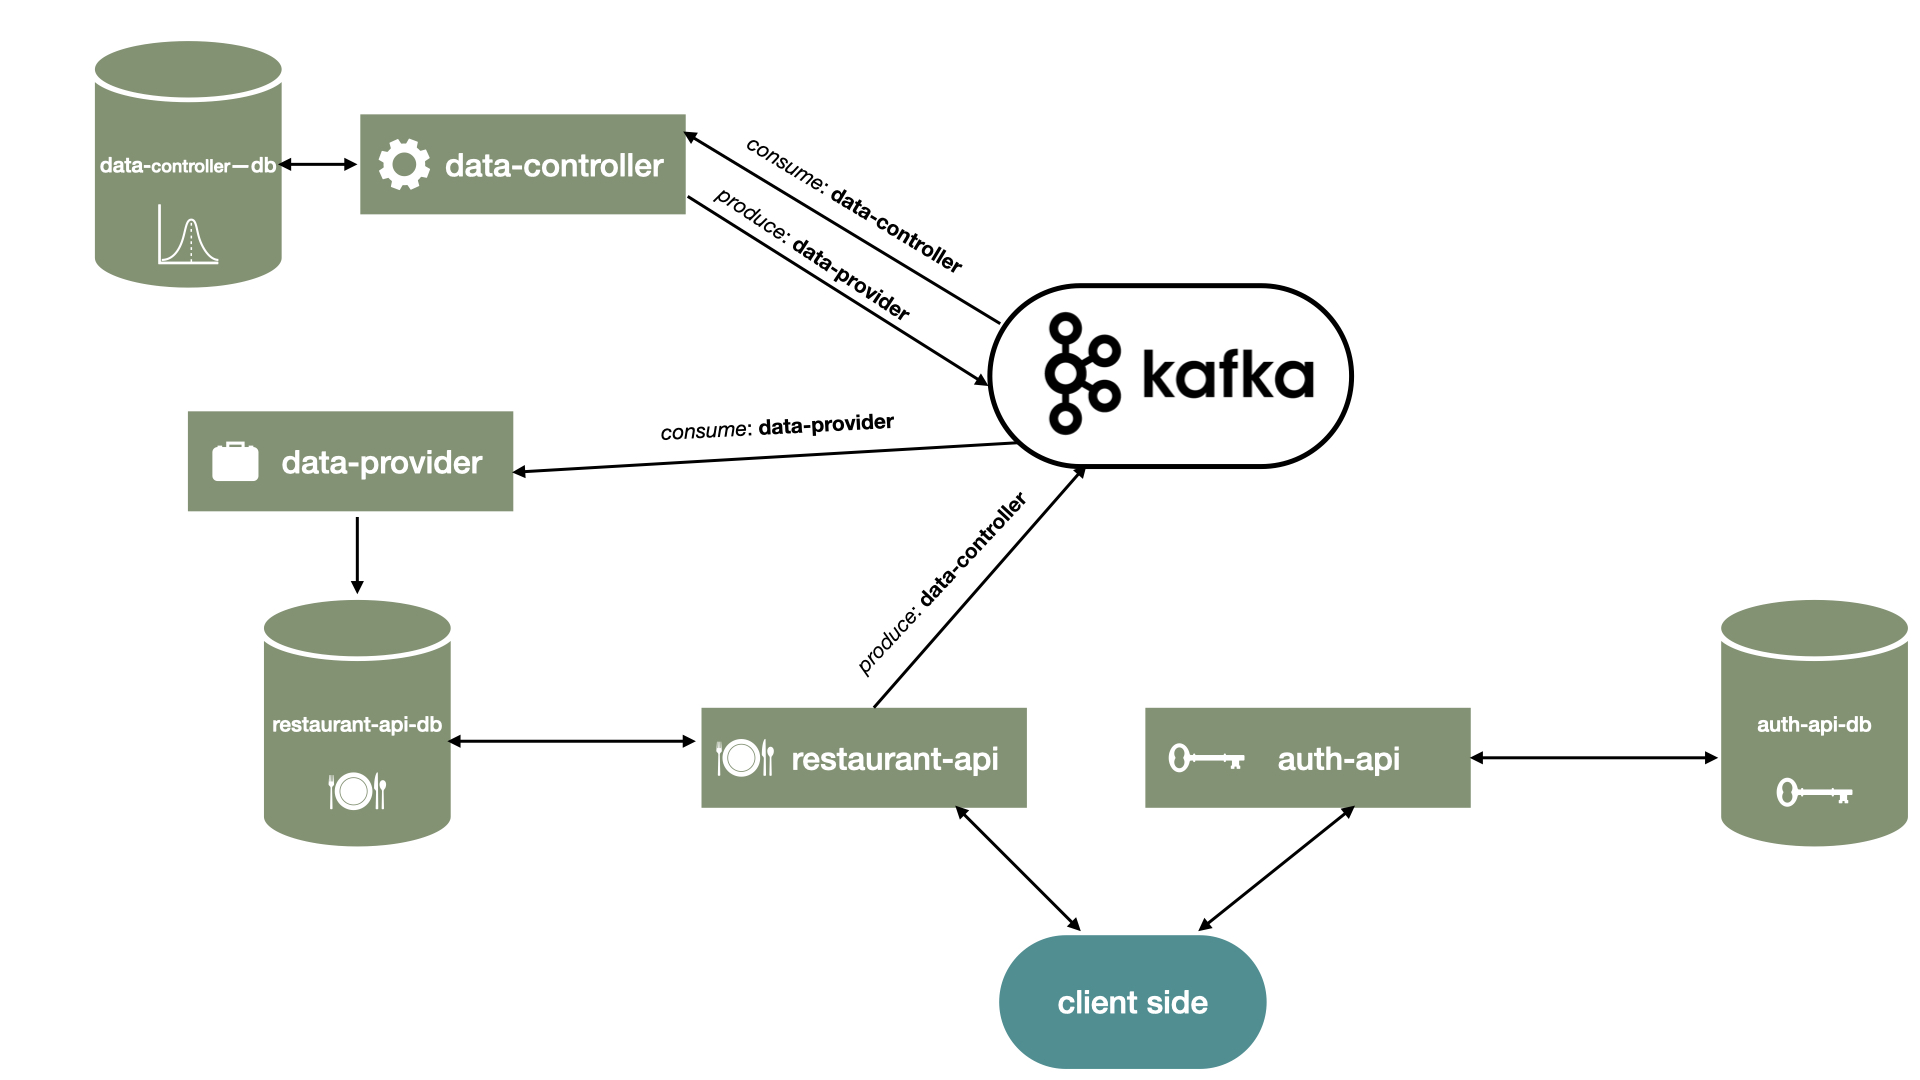 data-controller—db
data-controller
consume: data-controller
produce: data-provider
kafka
consume: data-provider
data-provider
produce: data-controller
restaurant-api-db
restaurant-api
auth-api
auth-api-db
client side